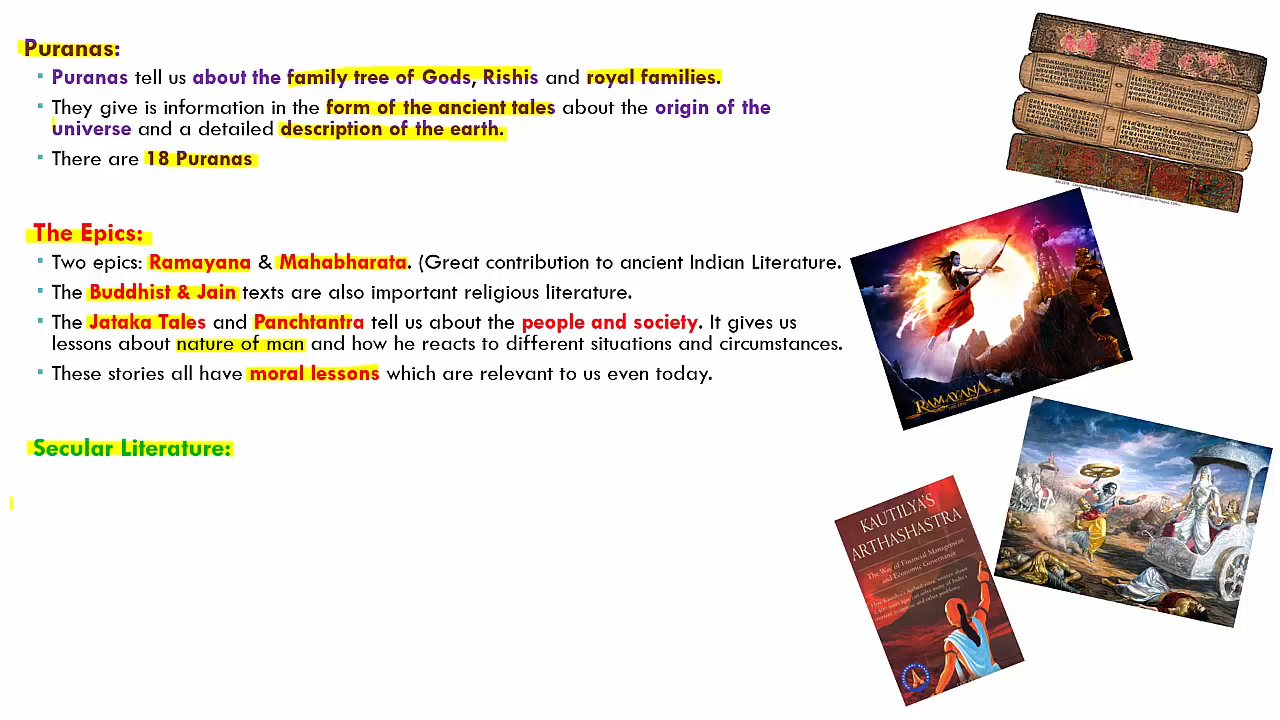 Puranas:
Puranas tell us about the family tree of Gods, Rishis and royal families.
They give is information in the form of the ancient tales about the origin of the
universe and a detailed description of the earth.
There are 18 Puranas
The Epics:
Two epics: Ramayana & Mahabharata. (Great contribution to ancient Indian Literature.
The Buddhist & Jain texts are also important religious literature.
The Jataka Tales and Panchtantra tell us about the people and society. It gives us
lessons about nature of man and how he reacts to different situations and circumstances.
These stories all have moral lessons which are relevant to us even today.
Secular Literature:
RAMAYANA
KAUTILYA'S
ARTHASHASTRA
The Way of Financial Management
and Economic Governance